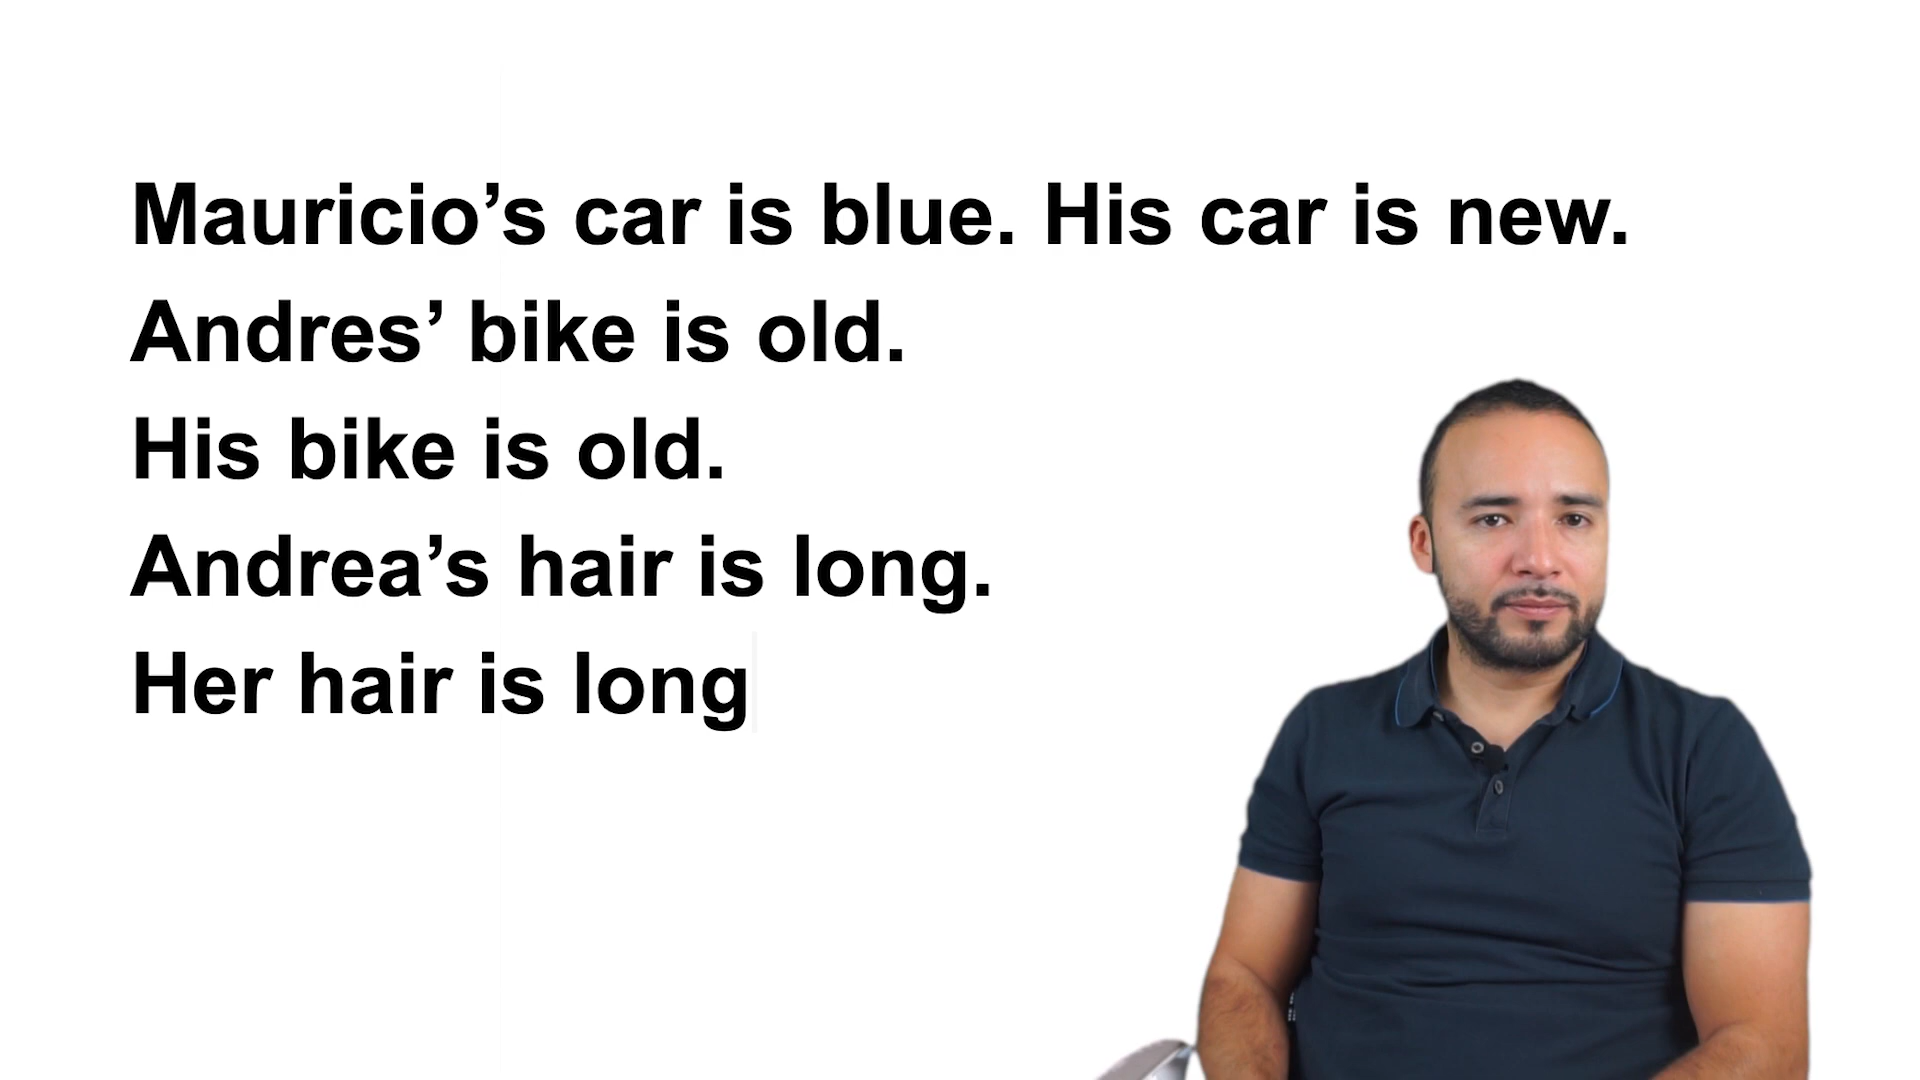 Mauricio’s car is blue. His car is new.
Andres’ bike is old.
His bike is old.
Andrea’s hair is long.
Her hair is long